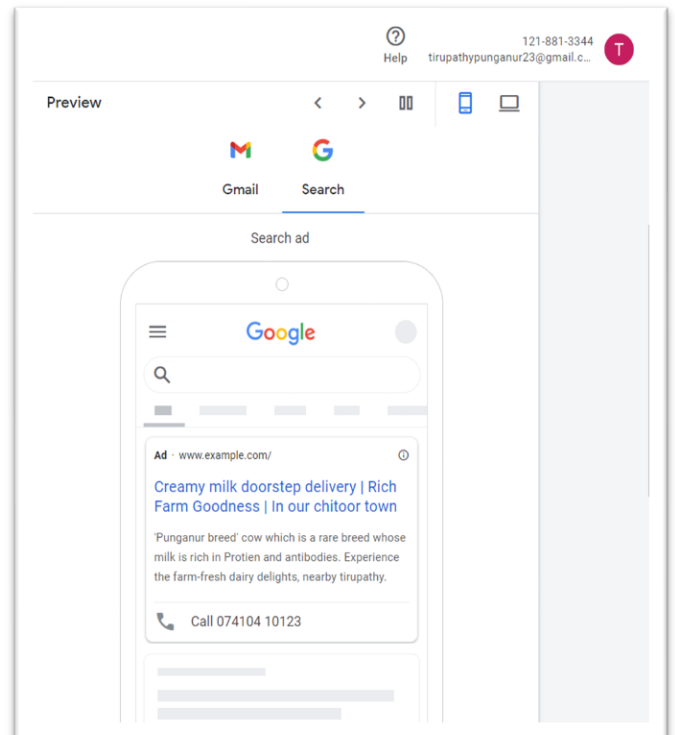 121-881-3344
Help tirupathypunganur23@gmail.c... T
Preview
Gmail Search
Search ad
Google
Ad · www.example.com/
Creamy milk doorstep delivery | Rich
Farm Goodness | In our chitoor town
'Punganur breed' cow which is a rare breed whose
milk is rich in Protien and antibodies. Experience
the farm-fresh dairy delights, nearby tirupathy.
Call 074104 10123